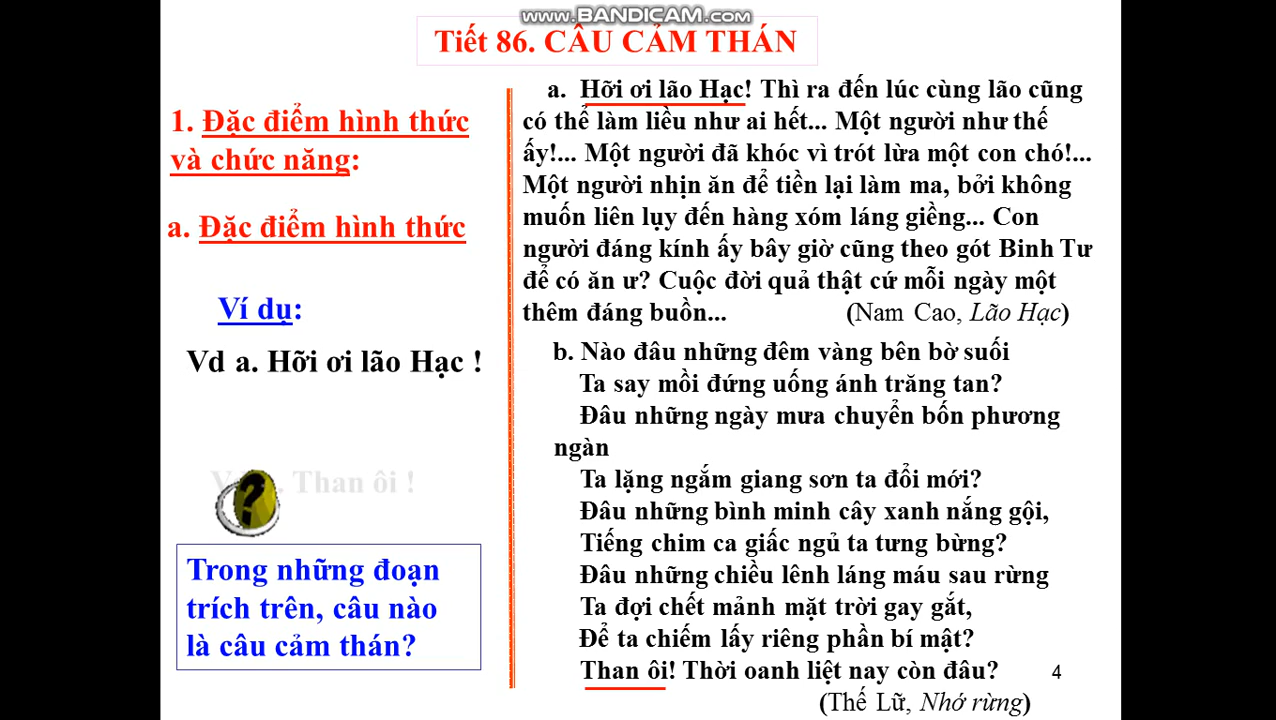 www.BANDICAM.com
Tiết 86. CÂU CẢM THÁN
1. Đặc điểm hình thức
và chức năng:
a. Đặc điểm hình thức
Ví dụ:
Vd a. Hỡi ơi lão Hạc !
Than ôi !
Trong những đoạn
trích trên, câu nào
là câu cảm thán?
a. Hỡi ơi lão Hạc! Thì ra đến lúc cùng lão cũng
có thể làm liều như ai hết... Một người như thế
ấy!... Một người đã khóc vì trót lừa một con chó!...
Một người nhịn ăn để tiền lại làm ma, bởi không
muốn liên lụy đến hàng xóm láng giềng... Con
người đáng kính ấy bây giờ cũng theo gót Binh Tư
để có ăn ư? Cuộc đời quả thật cứ mỗi ngày một
thêm đáng buồn... (Nam Cao, Lão Hạc)
b. Nào đâu những đêm vàng bên bờ suối
Ta say mồi đứng uống ánh trăng tan?
Đâu những ngày mưa chuyển bốn phương
ngàn
Ta lặng ngắm giang sơn ta đổi mới?
Đâu những bình minh cây xanh nắng gội,
Tiếng chim ca giấc ngủ ta tưng bừng?
Đâu những chiều lênh láng máu sau rừng
Ta đợi chết mảnh mặt trời gay gắt,
Để ta chiếm lấy riêng phần bí mật?
Than ôi! Thời oanh liệt nay còn đâu?
4
(Thế Lữ, Nhớ rừng)